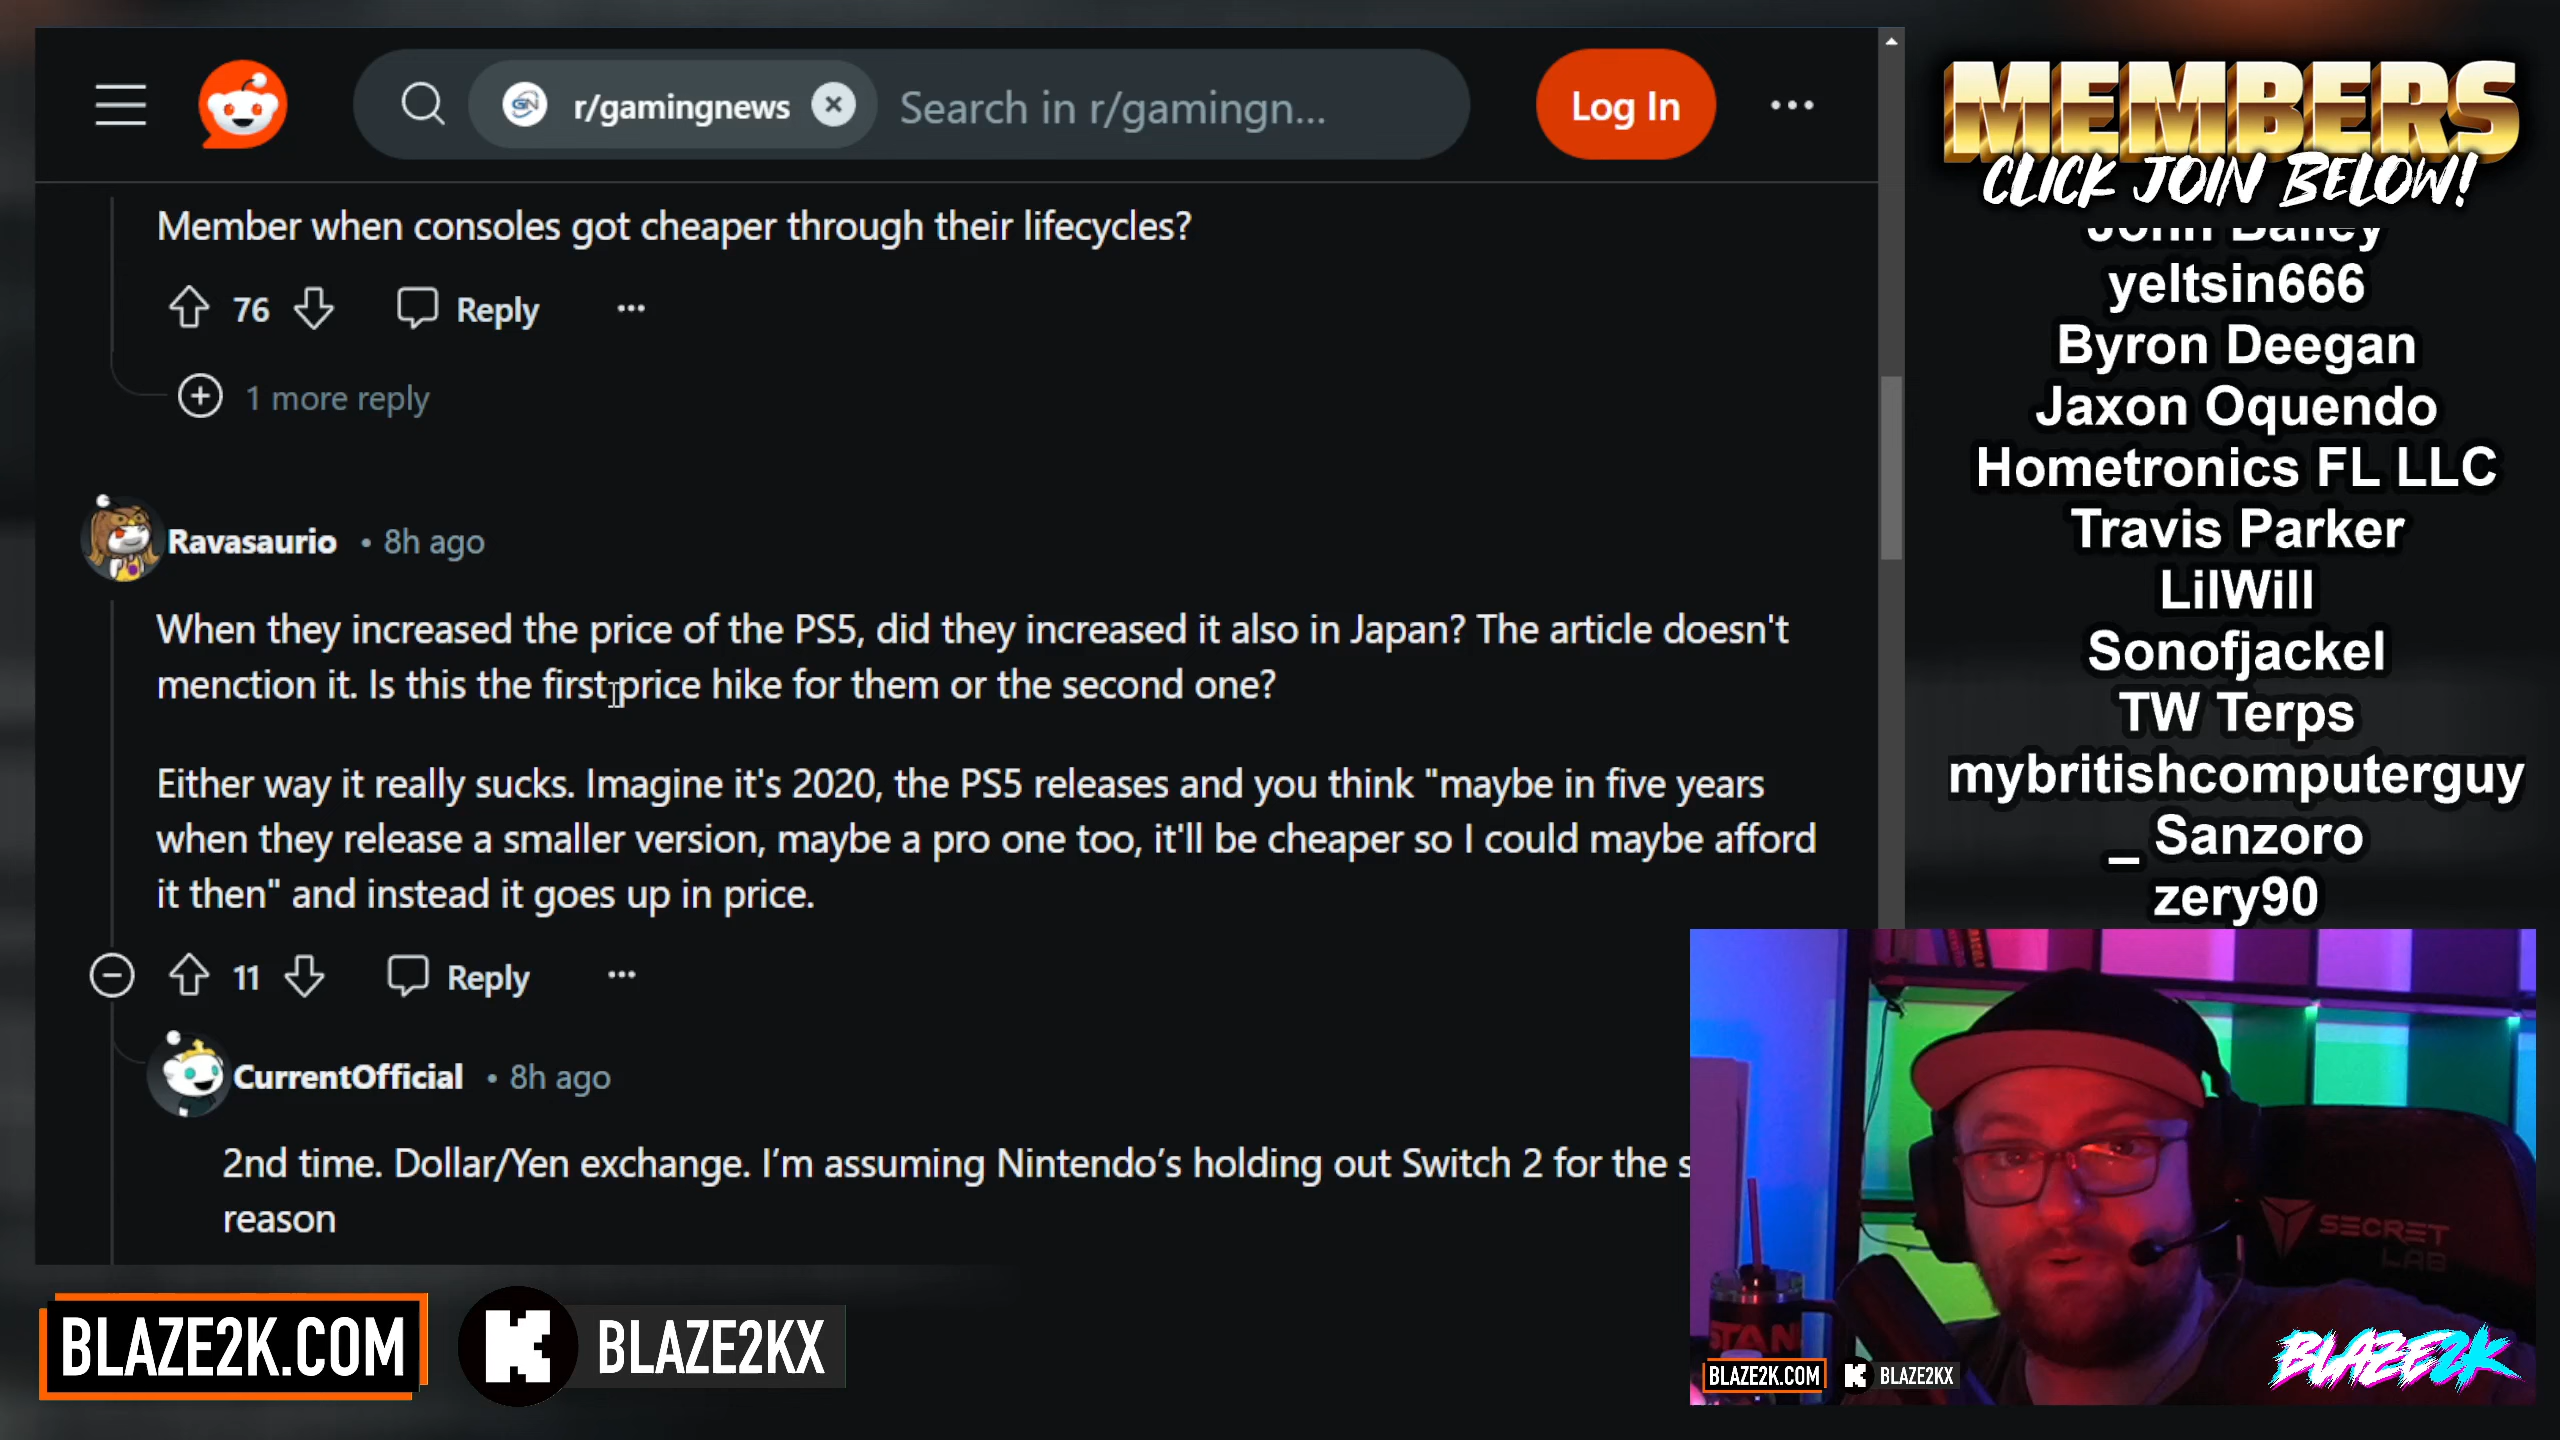 r/gamingnews
Search in r/gamingn...
Log In
Member when consoles got cheaper through their lifecycles?
76
Reply
1 more reply
Ravasaurio • 8h ago
When they increased the price of the PS5, did they increased it also in Japan? The article doesn't
menction it. Is this the first price hike for them or the second one?
Either way it really sucks. Imagine it's 2020, the PS5 releases and you think "maybe in five years
when they release a smaller version, maybe a pro one too, it'll be cheaper so I could maybe afford
it then" and instead it goes up in price.
11
Reply
CurrentOfficial • 8h ago
2nd time. Dollar/Yen exchange. I’m assuming Nintendo’s holding out Switch 2 for the s
reason
MEMBERS
CLICK JOIN BELOW!
John Bailey
yeltsin666
Byron Deegan
Jaxon Oquendo
Hometronics FL LLC
Travis Parker
LilWill
Sonofjackel
TW Terps
mybritishcomputerguy
_ Sanzoro
zery90
SECRET
LAB
STAN
BLAZE2K.COM
BLAZE2KX
BLAZE2K
BLAZE2K.COM
K
BLAZE2KX